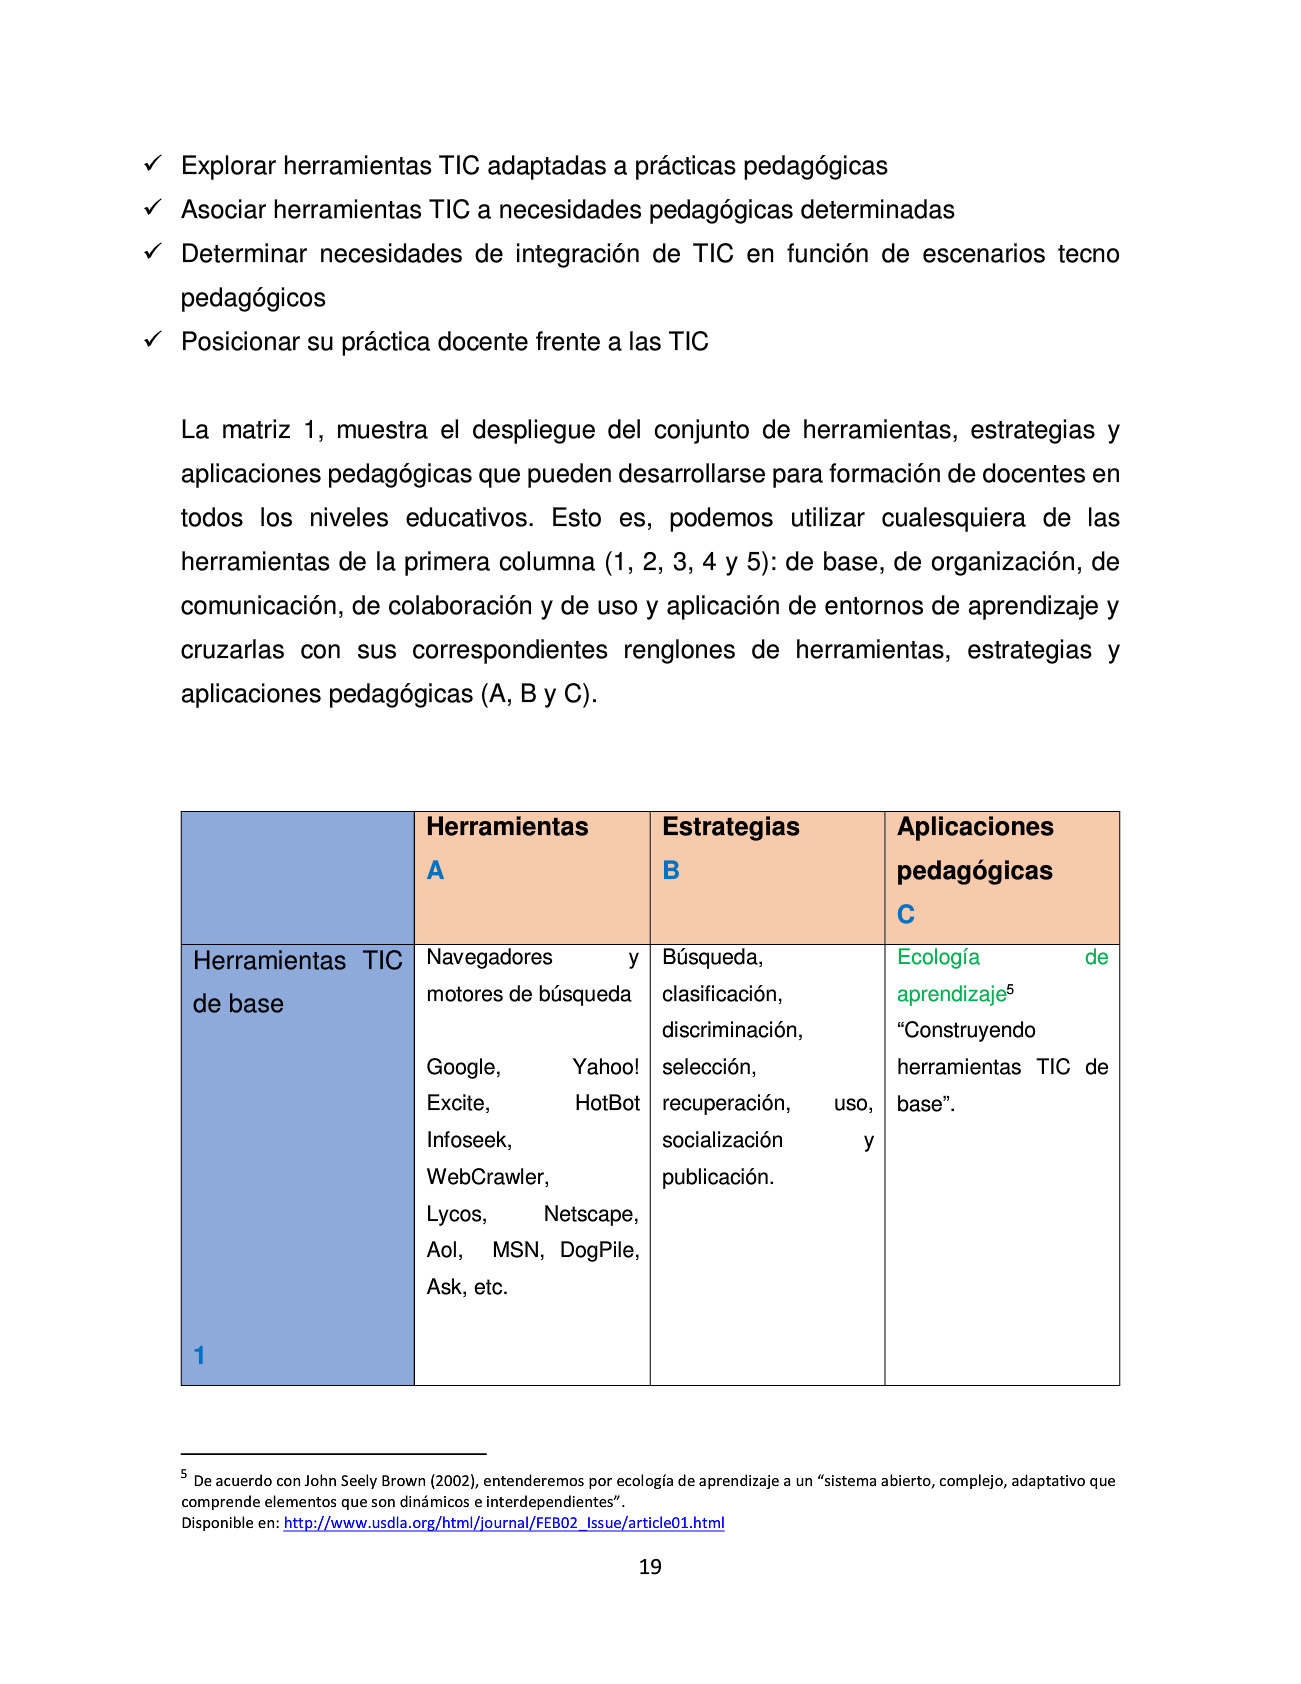 ✓ Explorar herramientas TIC adaptadas a prácticas pedagógicas
✓ Asociar herramientas TIC a necesidades pedagógicas determinadas
✓ Determinar necesidades de integración de TIC en función de escenarios tecno
pedagógicos
✓ Posicionar su práctica docente frente a las TIC
La matriz 1, muestra el despliegue del conjunto de herramientas, estrategias y
aplicaciones pedagógicas que pueden desarrollarse para formación de docentes en
todos los niveles educativos. Esto es, podemos utilizar cualesquiera de las
herramientas de la primera columna (1, 2, 3, 4 y 5): de base, de organización, de
comunicación, de colaboración y de uso y aplicación de entornos de aprendizaje y
cruzarlas con sus correspondientes renglones de herramientas, estrategias y
aplicaciones pedagógicas (A, B y C).
Herramientas
A
Estrategias
B
Aplicaciones
pedagógicas
C
Herramientas TIC
de base
1
Navegadores y
motores de búsqueda
Google, Yahoo!
Excite, HotBot
Infoseek,
WebCrawler,
Lycos, Netscape,
Aol, MSN, DogPile,
Ask, etc.
Búsqueda,
clasificación,
discriminación,
selección,
recuperación, uso,
socialización y
publicación.
Ecología de
aprendizaje5
“Construyendo
herramientas TIC de
base”.
5 De acuerdo con John Seely Brown (2002), entenderemos por ecología de aprendizaje a un “sistema abierto, complejo, adaptativo que
comprende elementos que son dinámicos e interdependientes”.
Disponible en: http://www.usdla.org/html/journal/FEB02_Issue/article01.html
19